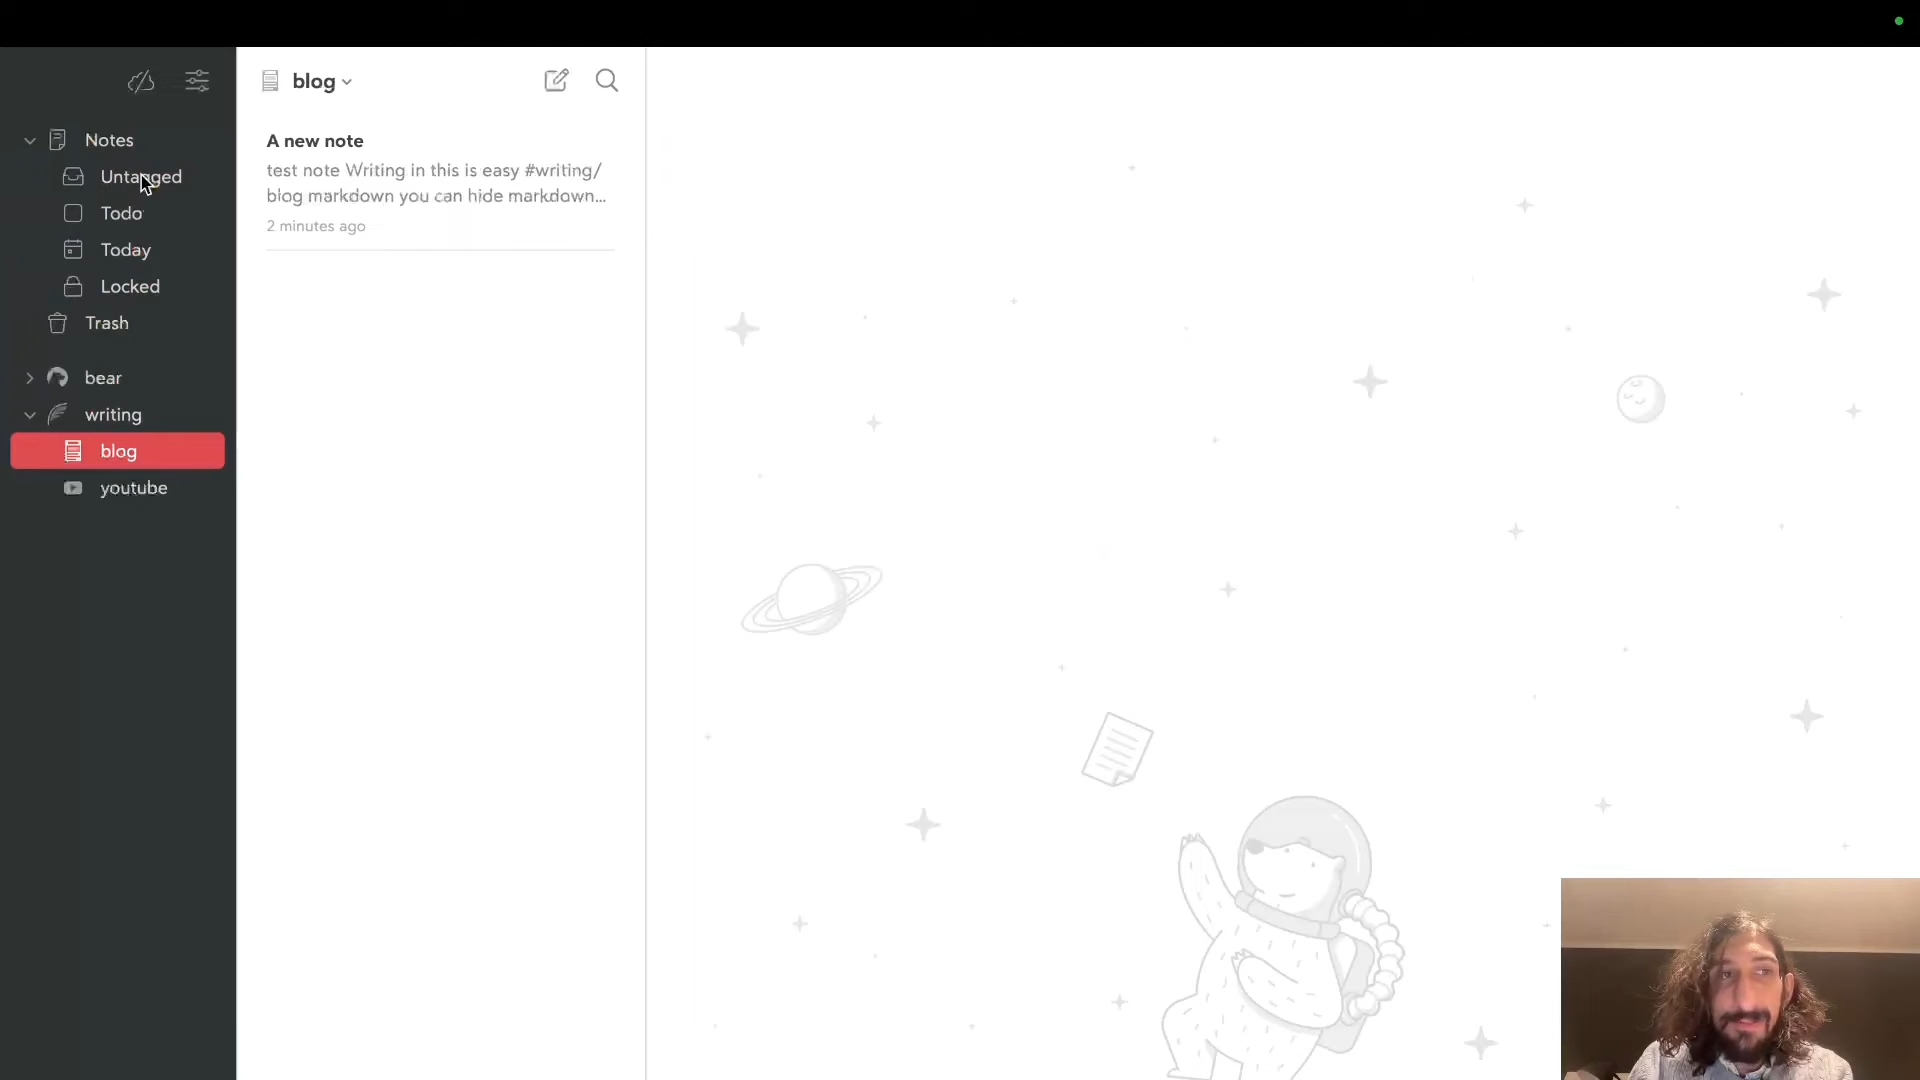 Notes
Untagged
Todo
Today
Locked
Trash
bear
writing
blog
youtube
blog
A new note
test note Writing in this is easy #writing/
blog markdown you can hide markdown...
2 minutes ago